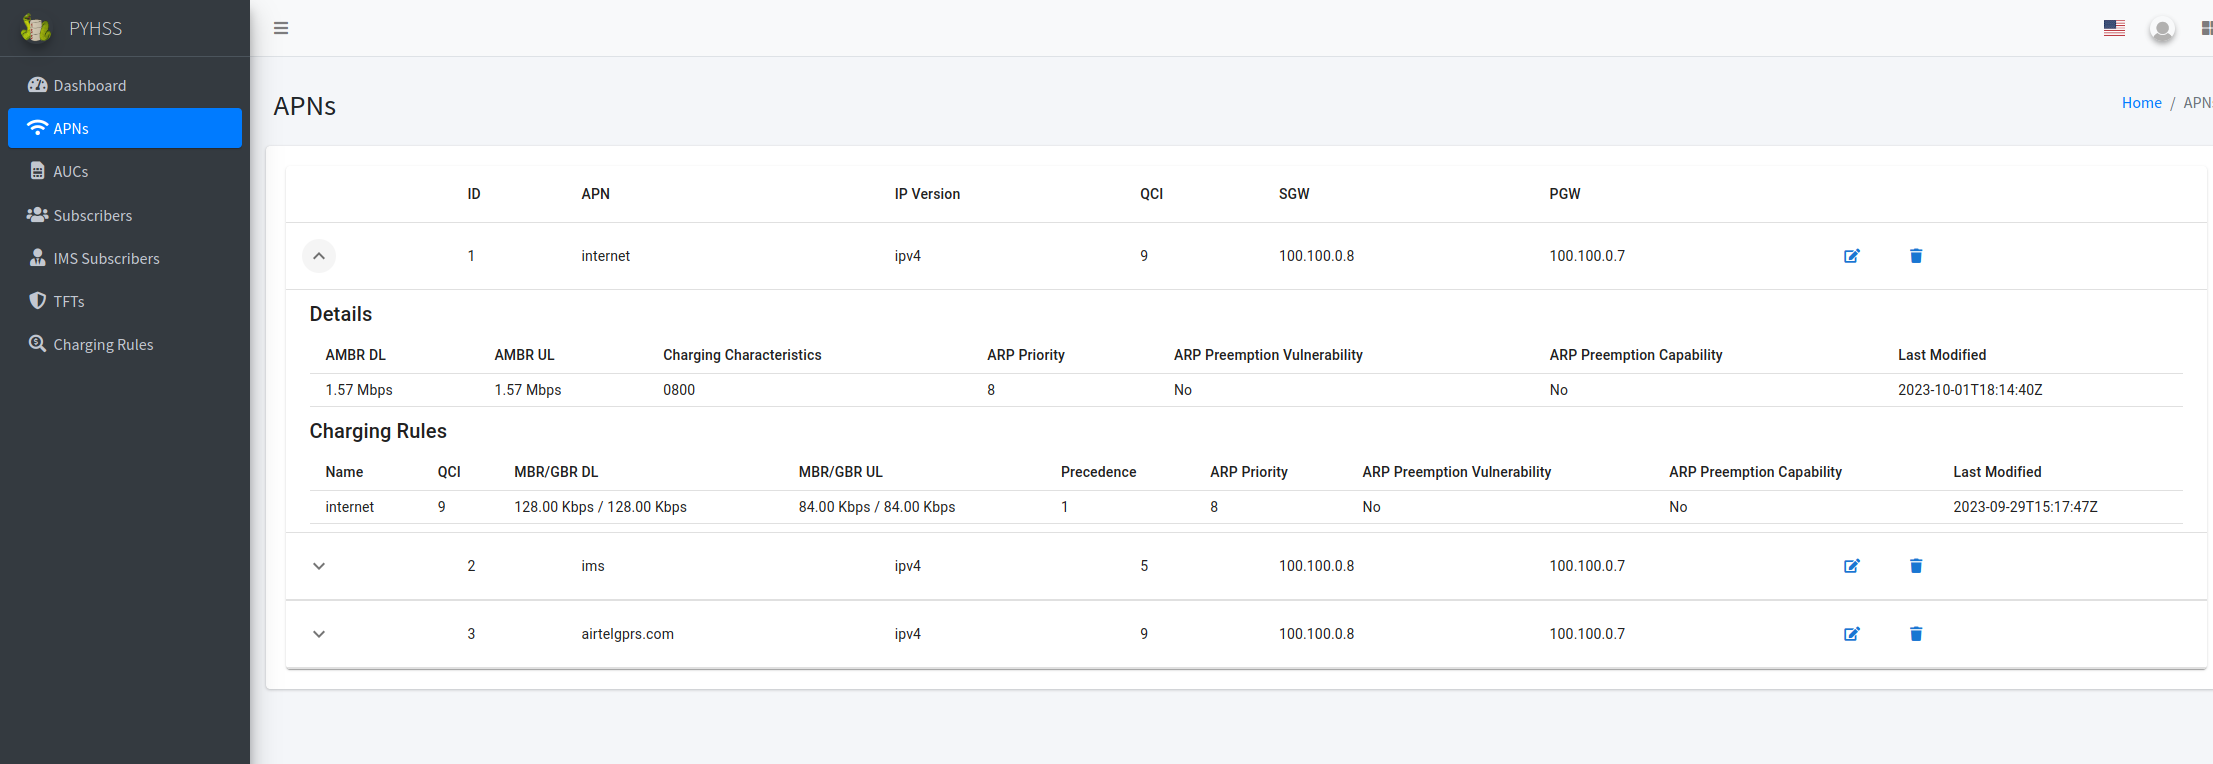 PYHSS
Dashboard
APNs
AUCs
Subscribers
IMS Subscribers
TFTs
Charging Rules
APNs
Home / APN
ID APN IP Version QCI SGW PGW
1 internet ipv4 9 100.100.0.8 100.100.0.7
Details
AMBR DL AMBR UL Charging Characteristics ARP Priority ARP Preemption Vulnerability ARP Preemption Capability Last Modified
1.57 Mbps 1.57 Mbps 0800 8 No No 2023-10-01T18:14:40Z
Charging Rules
Name QCI MBR/GBR DL MBR/GBR UL Precedence ARP Priority ARP Preemption Vulnerability ARP Preemption Capability Last Modified
internet 9 128.00 Kbps / 128.00 Kbps 84.00 Kbps / 84.00 Kbps 1 8 No No 2023-09-29T15:17:47Z
2 ims ipv4 5 100.100.0.8 100.100.0.7
3 airtelgprs.com ipv4 9 100.100.0.8 100.100.0.7